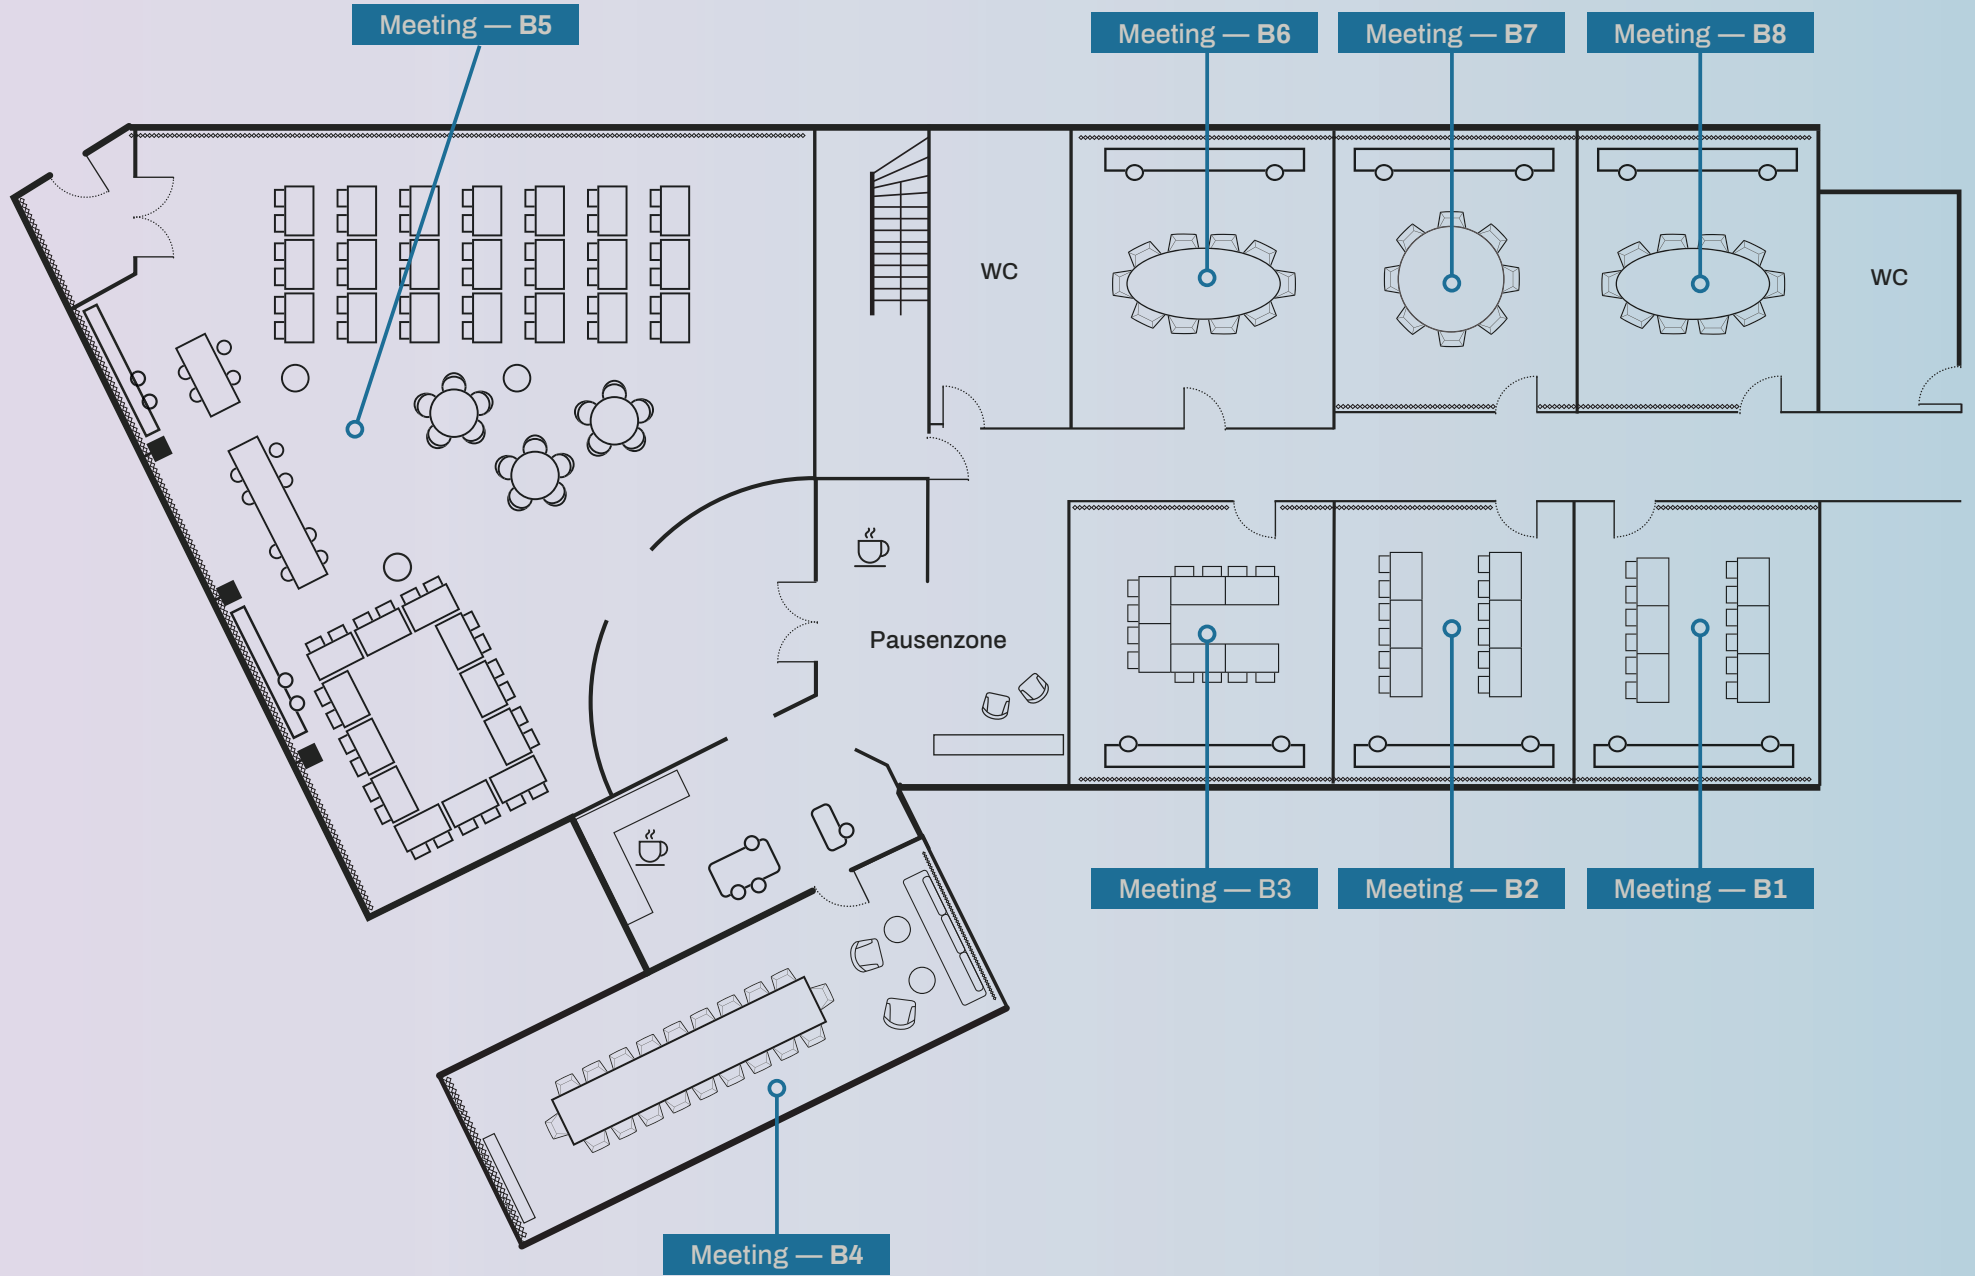 Meeting — B5
Meeting — B6
Meeting — B7
Meeting — B8
WC
WC
Pausenzone
Meeting — B3
Meeting — B2
Meeting — B1
Meeting — B4